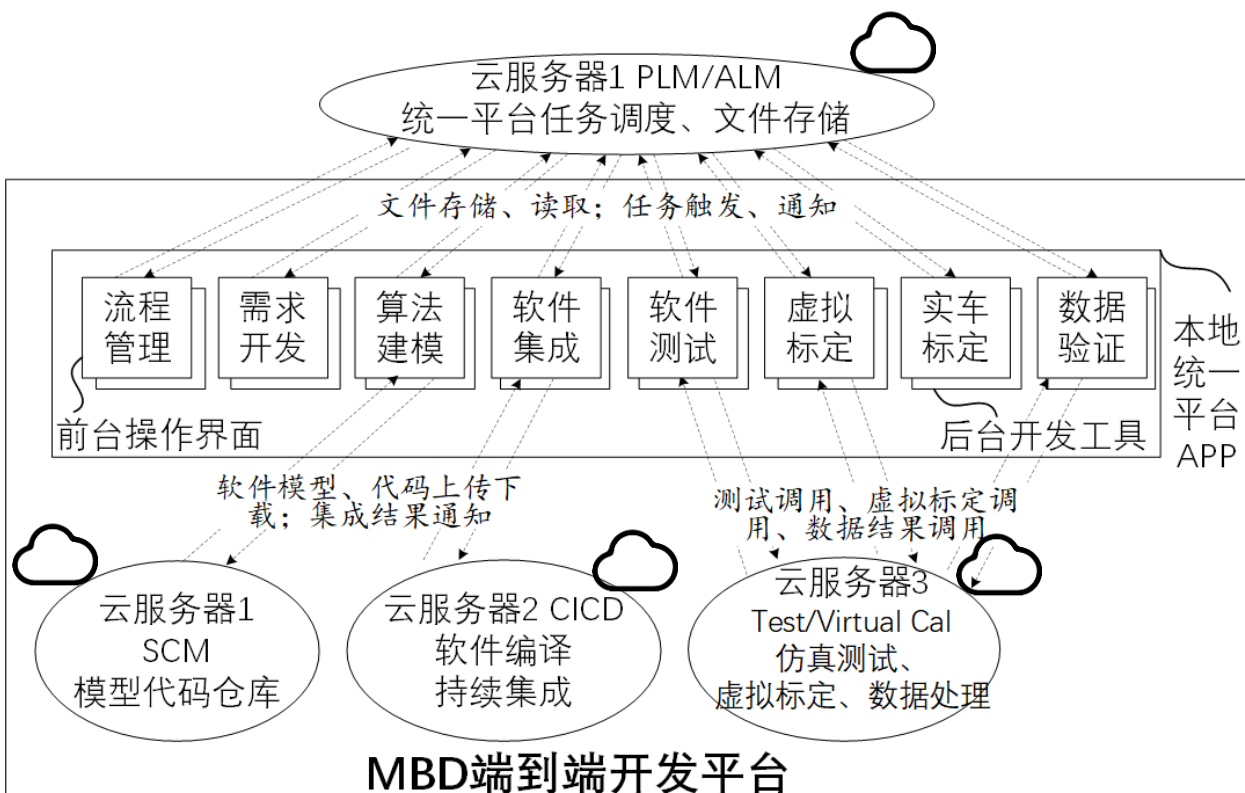 云服务器1 PLM/ALM
统一平台任务调度、文件存储
文件存储、读取；任务触发、通知
流程
管理
需求
开发
算法
建模
软件
集成
软件
测试
虚拟
标定
实车
标定
数据
验证
本地
统一
平台
APP
前台操作界面
后台开发工具
软件模型、代码上传下
载；集成结果通知
测试调用、虚拟标定调
用、数据结果调用
云服务器1
SCM
模型代码仓库
云服务器2 CICD
软件编译
持续集成
云服务器3
Test/Virtual Cal
仿真测试、
虚拟标定、数据处理
MBD端到端开发平台